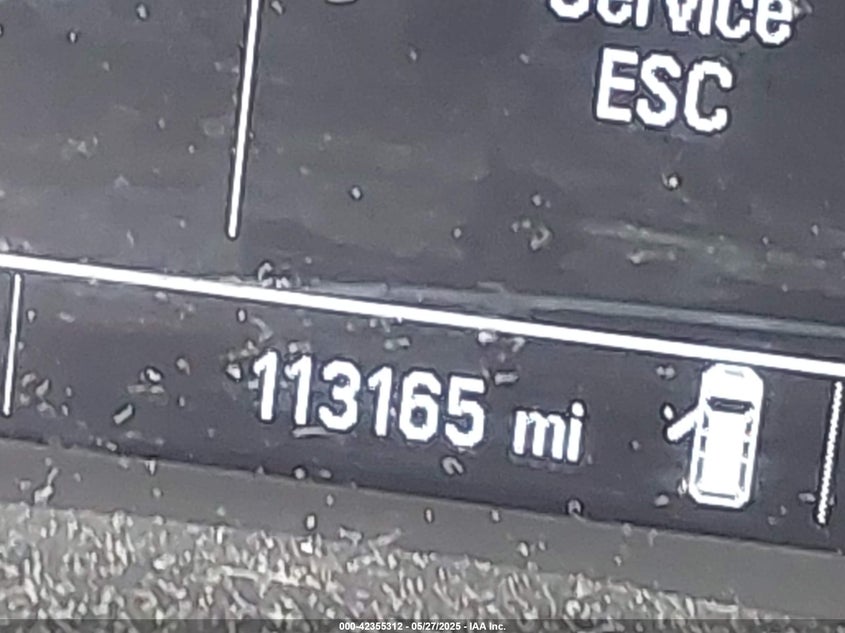 Service
ESC
113165 mi
000-42355312 - 05/27/2025 - IAA Inc.